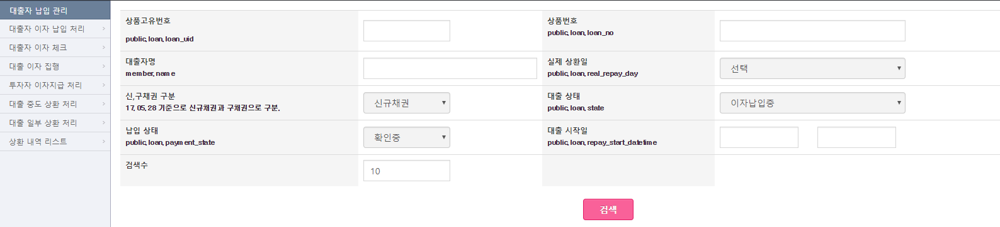 대출자 납입 관리
대출자 이자 납입 처리
대출자 이자 체크
대출 이자 집행
투자자 이자지급 처리
대출 중도 상환 처리
대출 일부 상환 처리
상환 내역 리스트
상품고유번호
public.loan.loan_uid
상품번호
public.loan.loan_no
대출자명
member.name
실제 상환일
public.loan.real_repay_day
선택
신,구채권 구분
17.05.28 기준으로 신규채권과 구채권으로 구분.
신규채권
대출 상태
public.loan.state
이자납입중
납입 상태
public.loan.payment_state
확인중
대출 시작일
public.loan.repay_start_datetime
검색수
10
검색